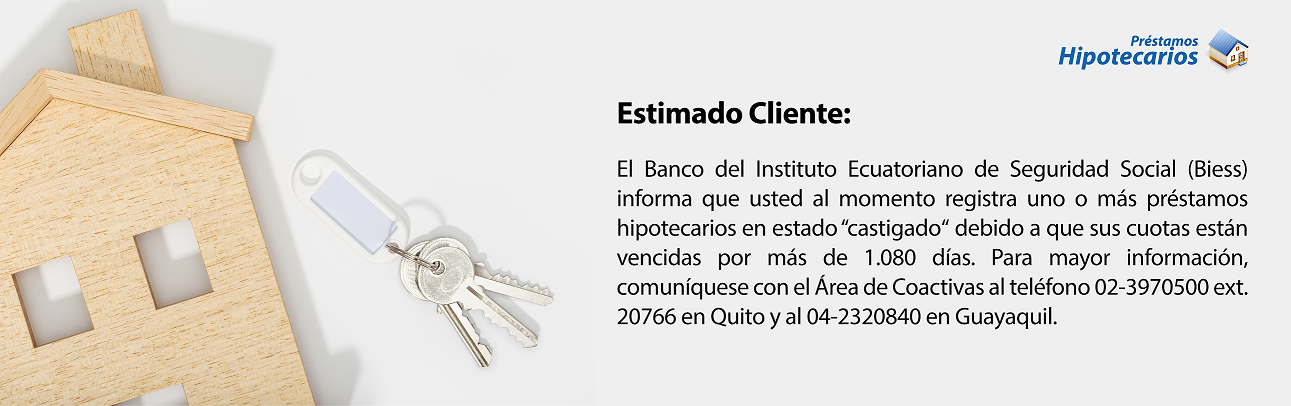 Préstamos
Hipotecarios
Estimado Cliente:
El Banco del Instituto Ecuatoriano de Seguridad Social (Biess)
informa que usted al momento registra uno o más préstamos
hipotecarios en estado “castigado“ debido a que sus cuotas están
vencidas por más de 1.080 días. Para mayor información,
comuníquese con el Área de Coactivas al teléfono 02-3970500 ext.
20766 en Quito y al 04-2320840 en Guayaquil.